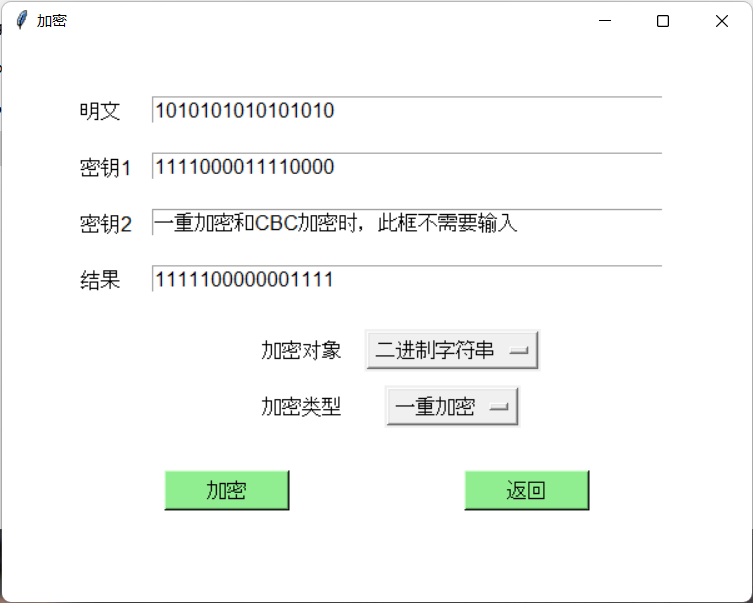 加密
明文 1010101010101010
密钥1 1111000011110000
密钥2 一重加密和CBC加密时，此框不需要输入
结果 1111100000001111
加密对象 二进制字符串
加密类型 一重加密
加密 返回